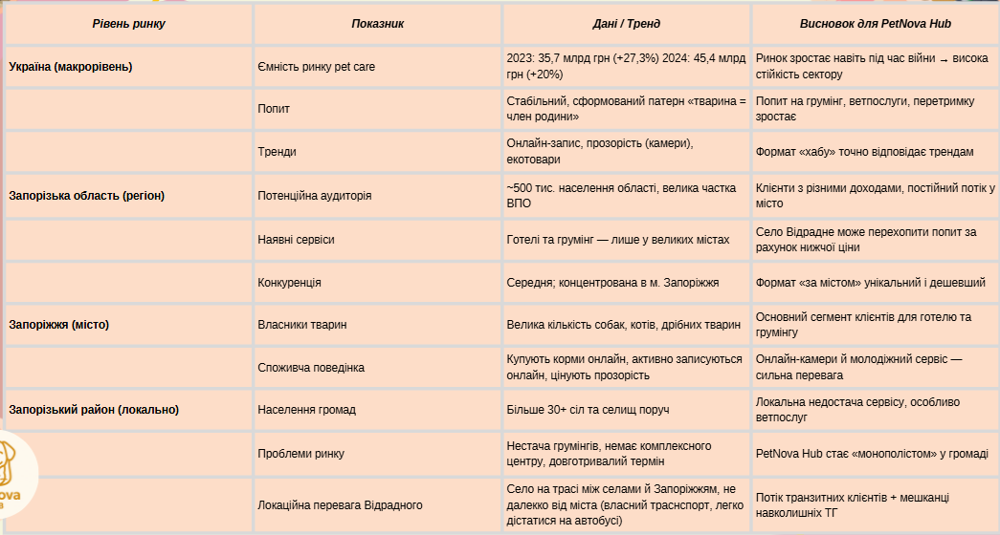 Рівень ринку
Показник
Дані / Тренд
Висновок для PetNova Hub
Україна (макрорівень)
Ємність ринку pet care
2023: 35,7 млрд грн (+27,3%) 2024: 45,4 млрд
грн (+20%)
Ринок зростає навіть під час війни → висока
стійкість сектору
Попит
Стабільний, сформований патерн «тварина =
член родини»
Попит на грумінг, ветпослуги, перетримку
зростає
Тренди
Онлайн-запис, прозорість (камери),
екотовари
Формат «хабу» точно відповідає трендам
Запорізька область (регіон)
Потенційна аудиторія
~500 тис. населення області, велика частка
ВПО
Клієнти з різними доходами, постійний потік у
місто
Наявні сервіси
Готелі та грумінг — лише у великих містах
Село Відрадне може перехопити попит за
рахунок нижчої ціни
Конкуренція
Середня; концентрована в м. Запоріжжя
Формат «за містом» унікальний і дешевший
Запоріжжя (місто)
Власники тварин
Велика кількість собак, котів, дрібних тварин
Основний сегмент клієнтів для готелю та
грумінгу
Споживча поведінка
Купують корми онлайн, активно записуються
онлайн, цінують прозорість
Онлайн-камери й молодіжний сервіс —
сильна перевага
Запорізький район (локально)
Населення громад
Більше 30+ сіл та селищ поруч
Локальна недостача сервісу, особливо
ветпослуг
Проблеми ринку
Нестача грумінгів, немає комплексного
центру, довготривалий термін
PetNova Hub стає «монополістом» у громаді
Локаційна перевага Відрадного
Село на трасі між селами й Запоріжжям, не
далекко від міста (власний траснспорт, легко
дістатися на автобусі)
Потік транзитних клієнтів + мешканці
навколишніх ТГ